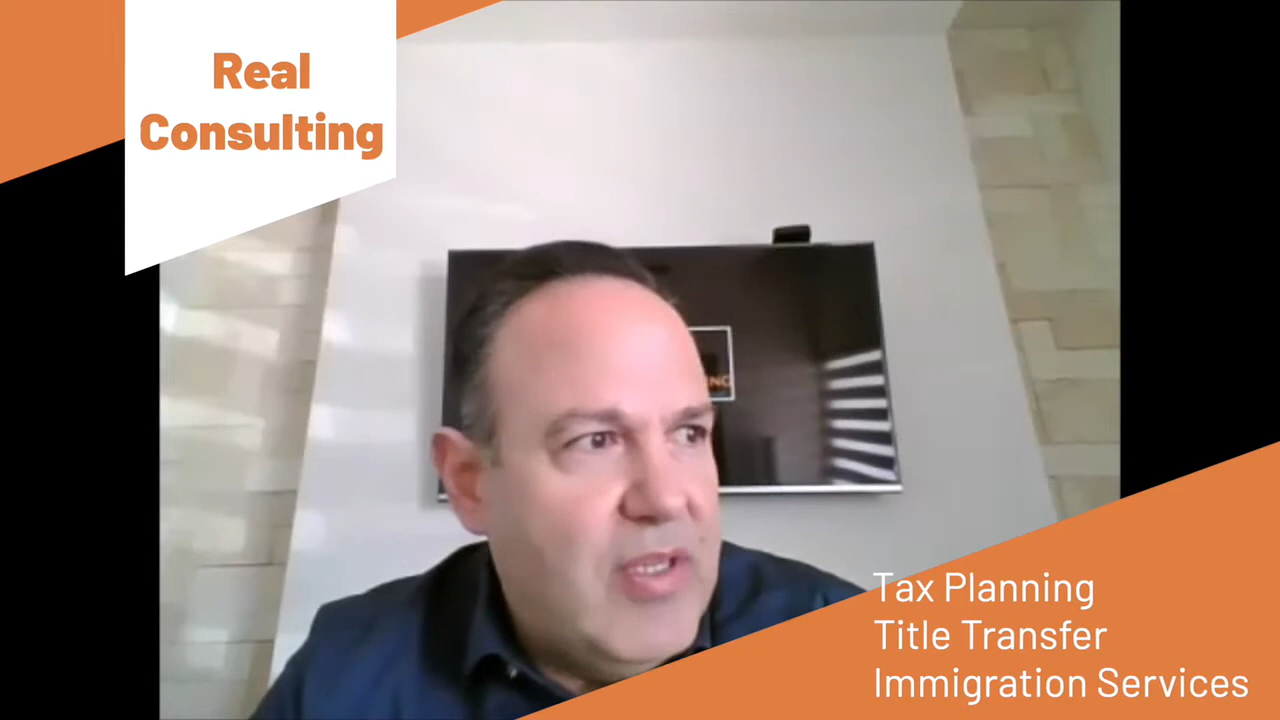 Real
Consulting
Tax Planning
Title Transfer
Immigration Services